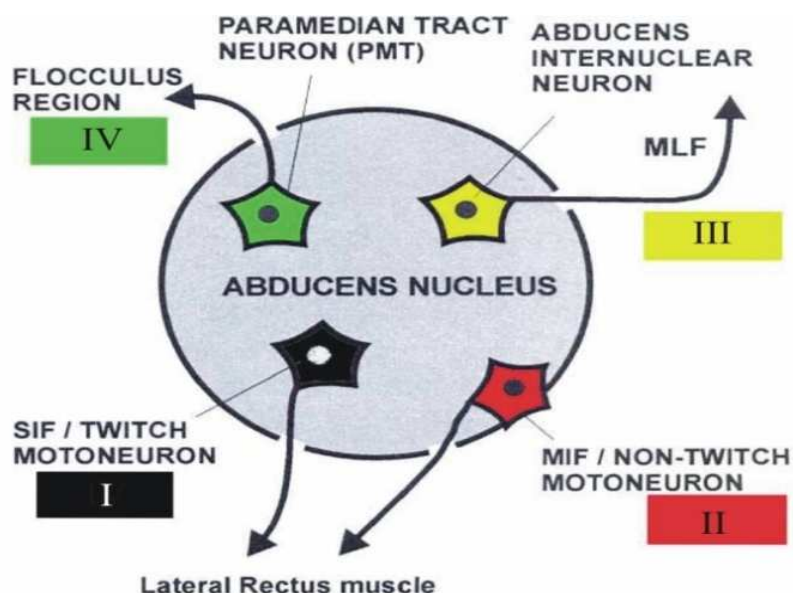 PARAMEDIAN TRACT
NEURON (PMT)
ABDUCENS
INTERNUCLEAR
NEURON
FLOCCULUS
REGION
IV
MLF
III
ABDUCENS NUCLEUS
SIF / TWITCH
MOTONEURON
I
MIF / NON-TWITCH
MOTONEURON
II
Lateral Rectus muscle